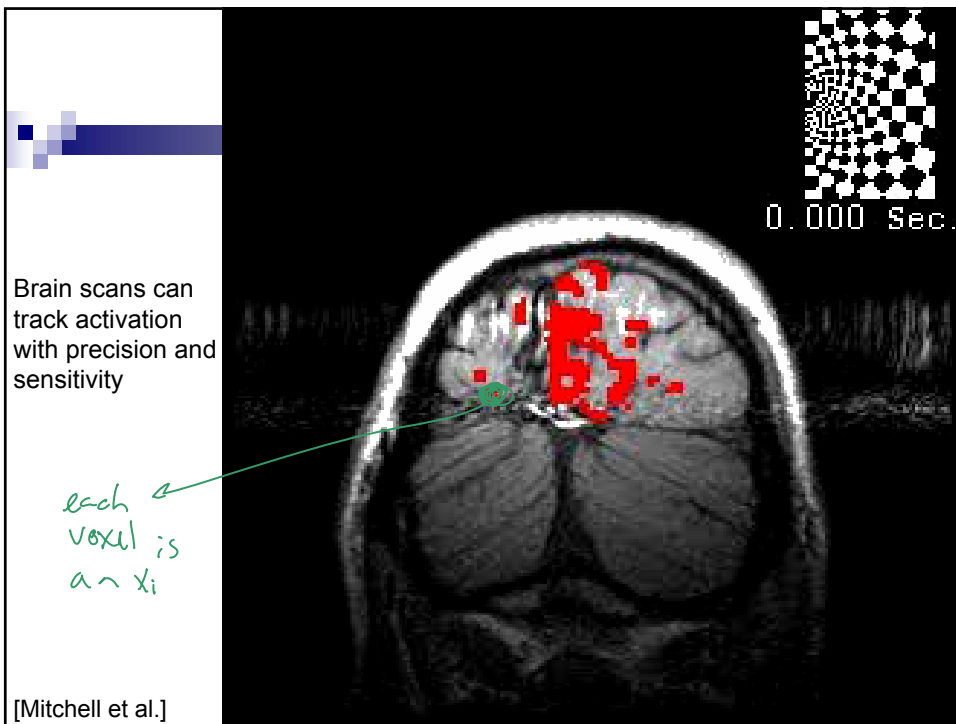 0.000 Sec.
Brain scans can
track activation
with precision and
sensitivity
each
voxel is
an xi
[Mitchell et al.]